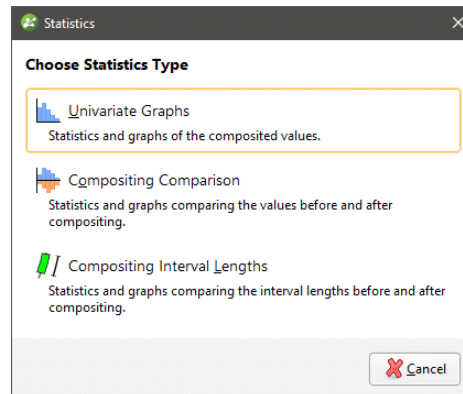 Statistics
Choose Statistics Type
Univariate Graphs
Statistics and graphs of the composited values.
Compositing Comparison
Statistics and graphs comparing the values before and after
compositing.
Compositing Interval Lengths
Statistics and graphs comparing the interval lengths before and after
compositing.
Cancel